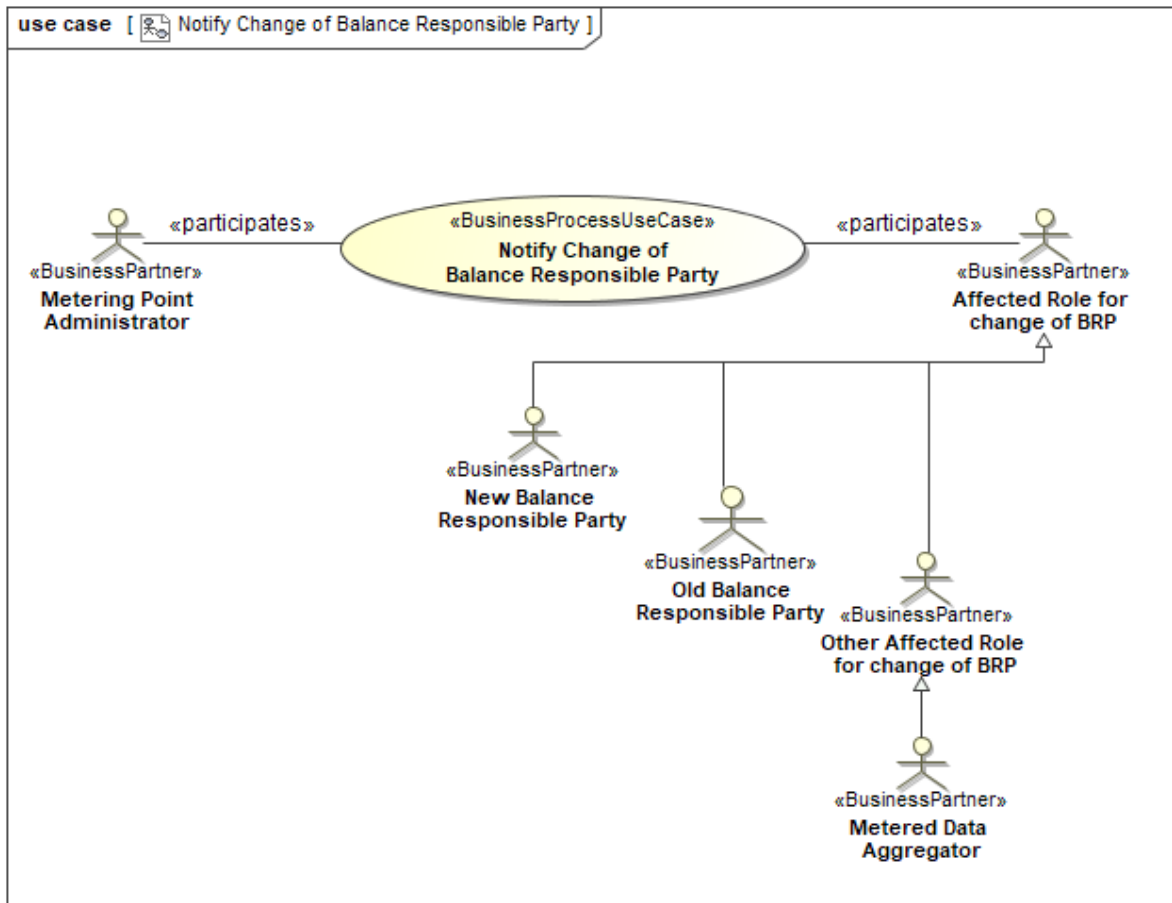 use case [ Notify Change of Balance Responsible Party ]
«participates»
«BusinessProcessUseCase»
Notify Change of
Balance Responsible Party
«participates»
«BusinessPartner»
Metering Point
Administrator
«BusinessPartner»
Affected Role for
change of BRP
«BusinessPartner»
New Balance
Responsible Party
«BusinessPartner»
Old Balance
Responsible Party
«BusinessPartner»
Other Affected Role
for change of BRP
«BusinessPartner»
Metered Data
Aggregator